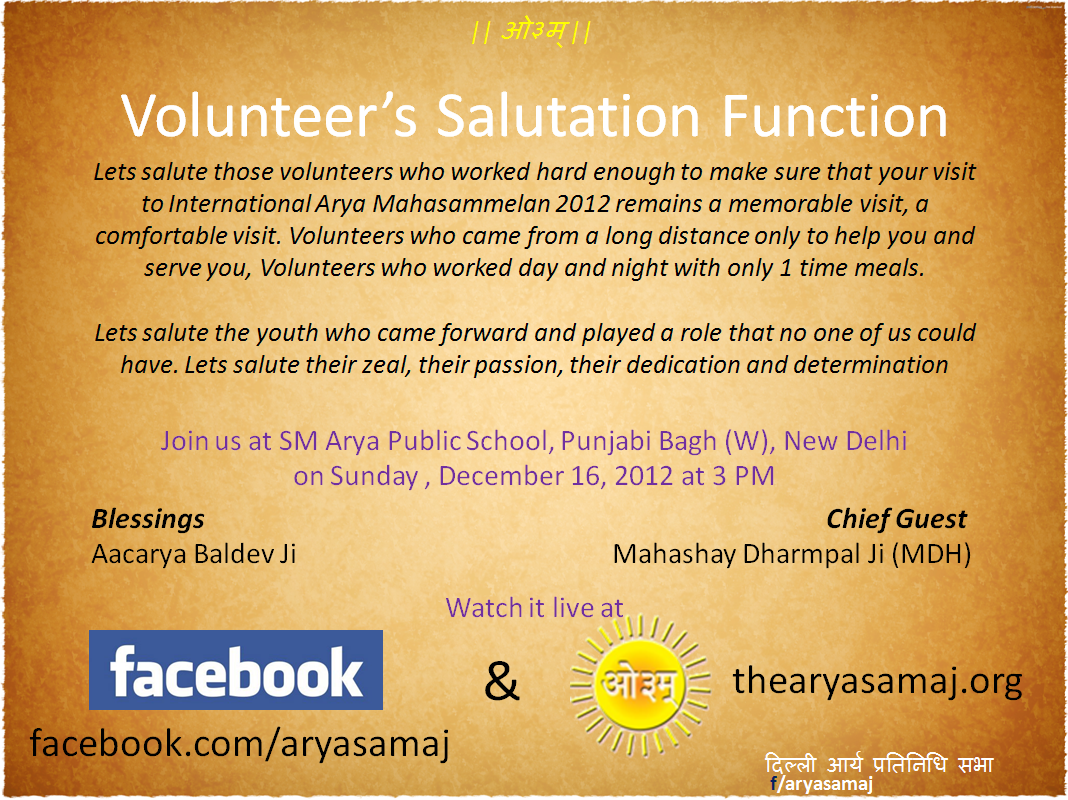 || ओ३म् ||
Volunteer’s Salutation Function
Lets salute those volunteers who worked hard enough to make sure that your visit
to International Arya Mahasammelan 2012 remains a memorable visit, a
comfortable visit. Volunteers who came from a long distance only to help you and
serve you, Volunteers who worked day and night with only 1 time meals.
Lets salute the youth who came forward and played a role that no one of us could
have. Lets salute their zeal, their passion, their dedication and determination
Join us at SM Arya Public School, Punjabi Bagh (W), New Delhi
on Sunday , December 16, 2012 at 3 PM
Blessings
Aacarya Baldev Ji
Chief Guest
Mahashay Dharmpal Ji (MDH)
Watch it live at
facebook
facebook.com/aryasamaj
&
ओ३म्
thearyasamaj.org
दिल्ली आर्य प्रतिनिधि सभा
f/aryasamaj